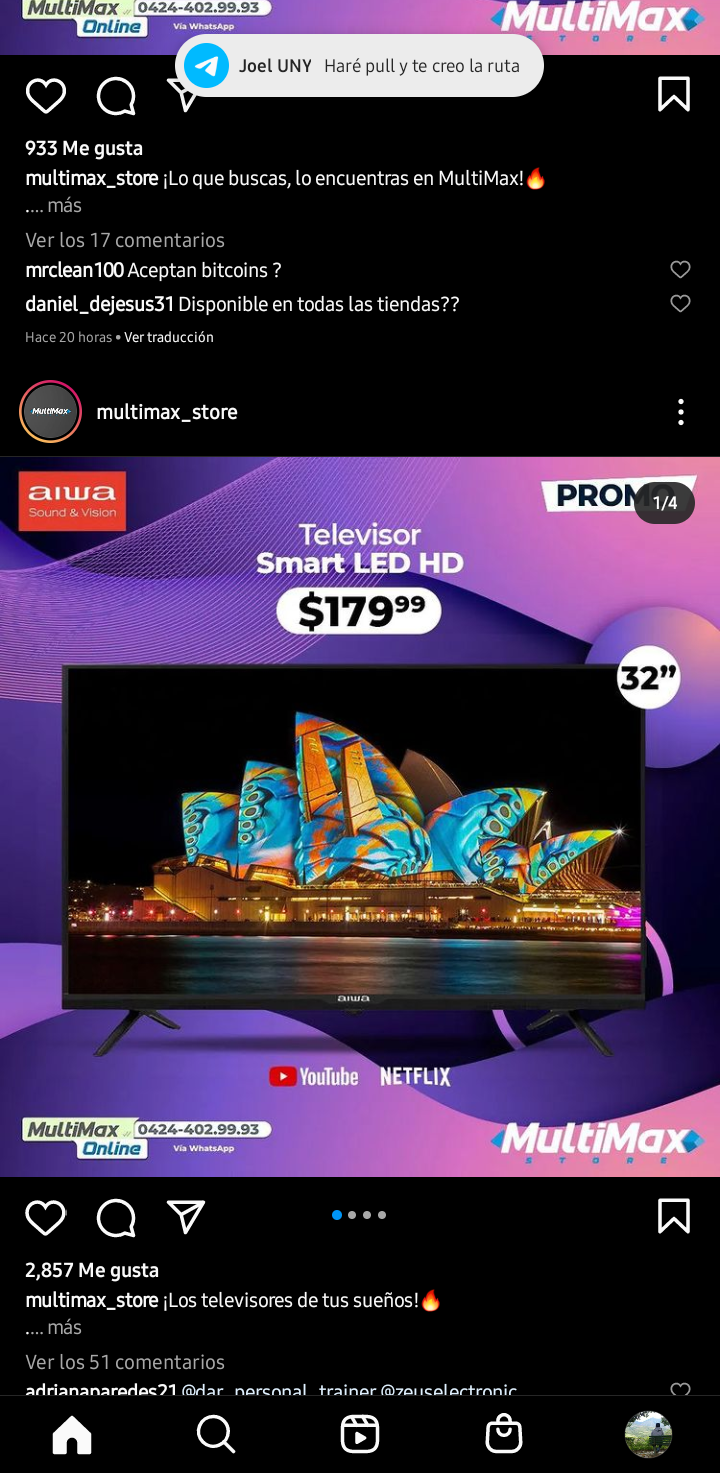 MultiMax 0424-402.99.93
Online Vía WhatsApp
MultiMax
STORE
Joel UNY Haré pull y te creo la ruta
933 Me gusta
multimax_store ¡Lo que buscas, lo encuentras en MultiMax!🔥
.... más
Ver los 17 comentarios
mrclean100 Aceptan bitcoins ?
daniel_dejesus31 Disponible en todas las tiendas??
Hace 20 horas • Ver traducción
MultiMax
multimax_store
aiwa
Sound & Vision
PROMO
1/4
Televisor
Smart LED HD
$179⁹⁹
32”
aiwa
YouTube NETFLIX
MultiMax 0424-402.99.93
Online Vía WhatsApp
MultiMax
STORE
2,857 Me gusta
multimax_store ¡Los televisores de tus sueños!🔥
.... más
Ver los 51 comentarios
adrianaparedes21 @dar_personal_trainer @zeuselectronic